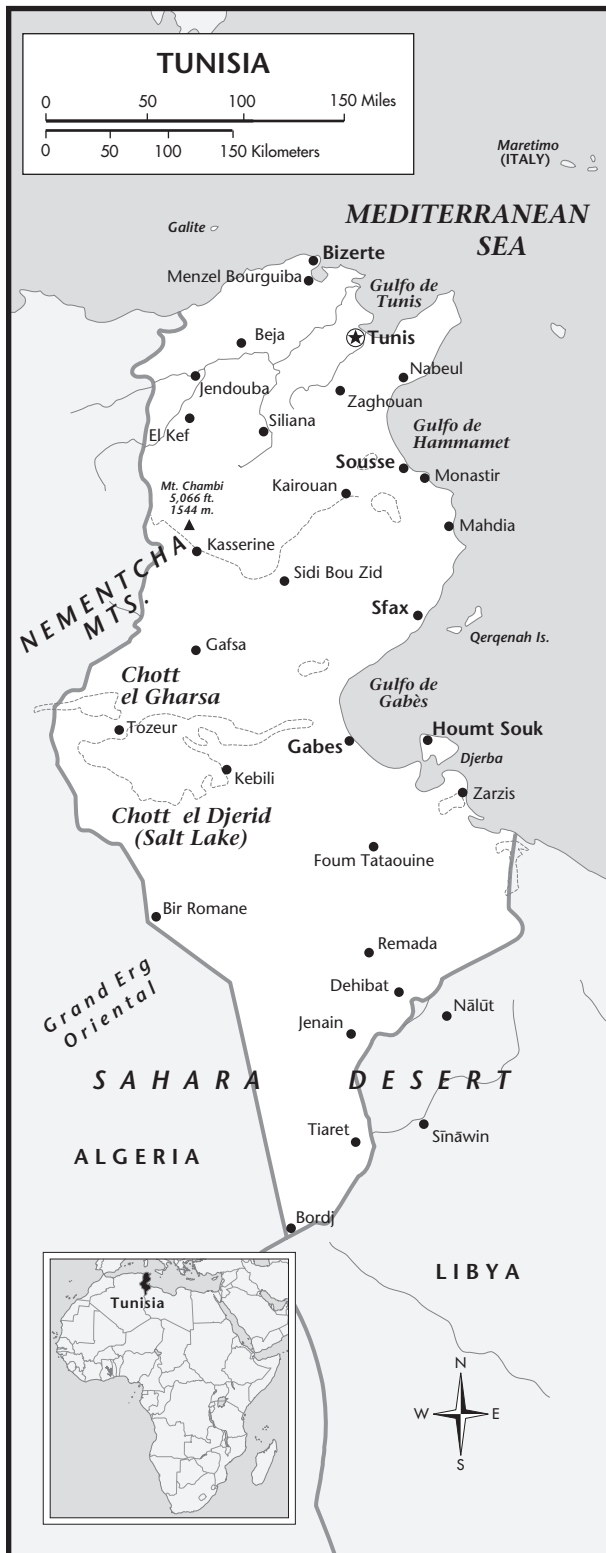 TUNISIA
0 50 100 150 Miles
0 50 100 150 Kilometers
Maretimo
(ITALY)
MEDITERRANEAN
SEA
Galite
Bizerte
Menzel Bourguiba
Gulfo de
Tunis
Beja
Tunis
Nabeul
Jendouba
Zaghouan
El Kef
Siliana
Gulfo de
Hammamet
Sousse
Monastir
Mt. Chambi
5,066 ft.
1544 m.
Kairouan
Mahdia
Kasserine
NEMENTCHA
MTS.
Sidi Bou Zid
Sfax
Qerqenah Is.
Gafsa
Chott
el Gharsa
Gulfo de
Gabès
Tozeur
Gabes
Houmt Souk
Djerba
Kebili
Zarzis
Chott el Djerid
(Salt Lake)
Foum Tataouine
Bir Romane
Remada
Grand Erg
Oriental
Dehibat
Nālūt
Jenain
SAHARA DESERT
Tiaret
Sīnāwin
ALGERIA
Bordj
LIBYA
Tunisia
N
W E
S